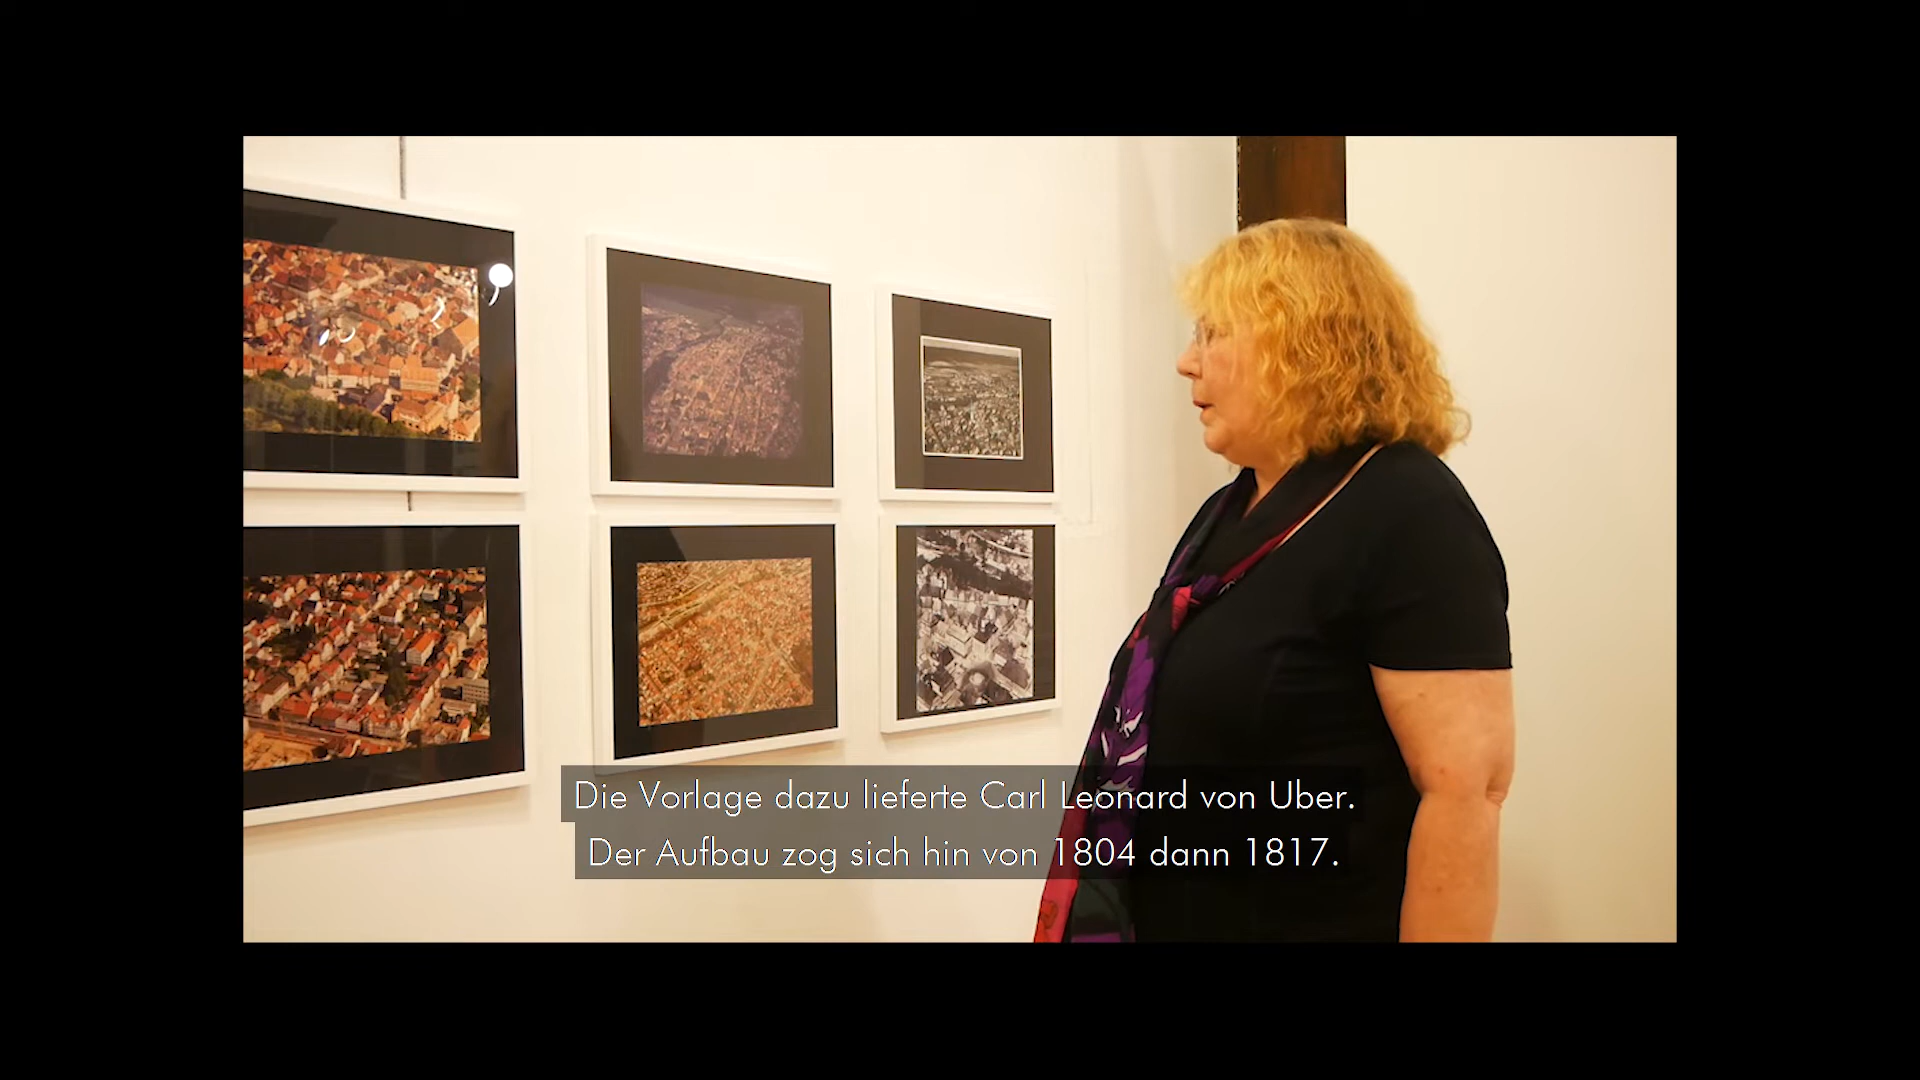 Die Vorlage dazu lieferte Carl Leonard von Uber.
Der Aufbau zog sich hin von 1804 dann 1817.